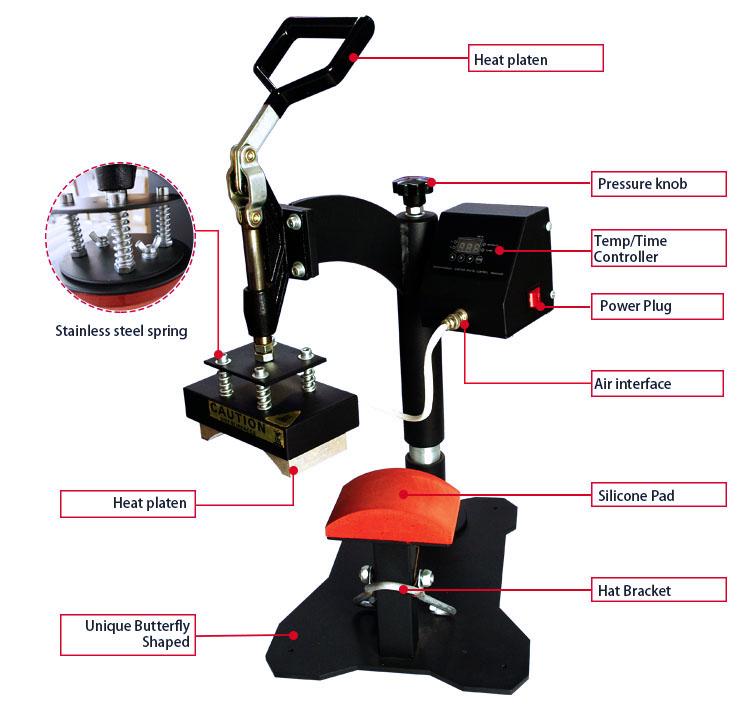 Heat platen
Pressure knob
Temp/Time
Controller
Stainless steel spring
Power Plug
Air interface
CAUTION
Heat platen
Silicone Pad
Hat Bracket
Unique Butterfly
Shaped